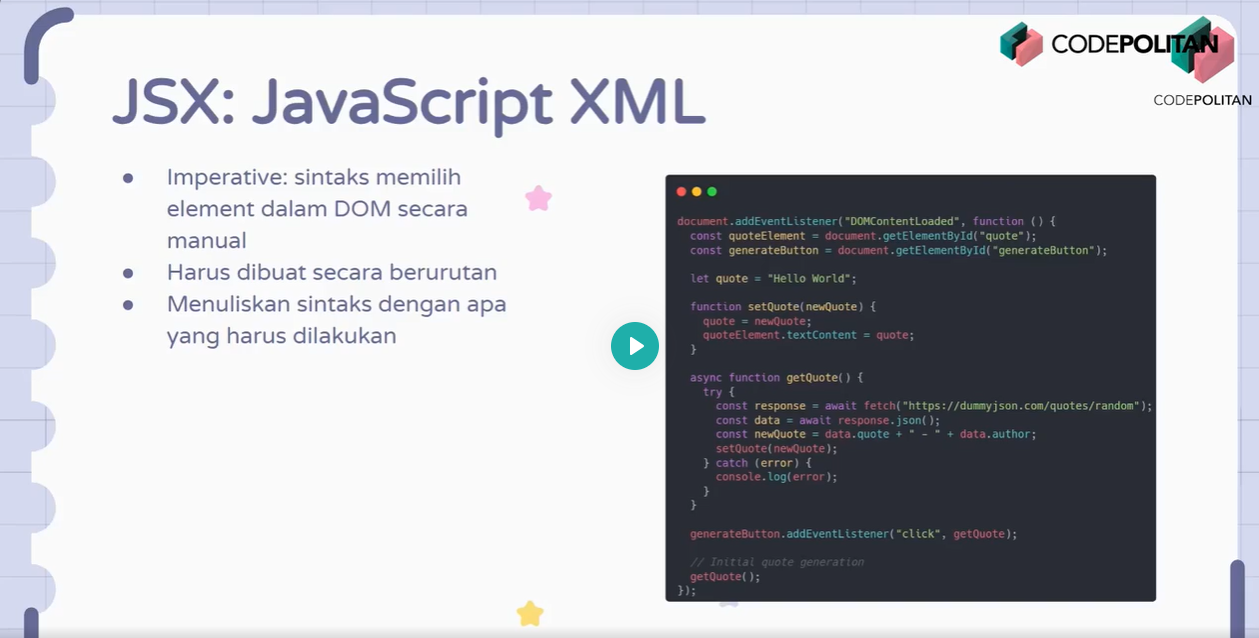 CODEPOLITAN
CODEPOLITAN
JSX: JavaScript XML
Imperative: sintaks memilih
element dalam DOM secara
manual
Harus dibuat secara berurutan
Menuliskan sintaks dengan apa
yang harus dilakukan
document.addEventListener("DOMContentLoaded", function () {
  const quoteElement = document.getElementById("quote");
  const generateButton = document.getElementById("generateButton");
  let quote = "Hello World";
  function setQuote(newQuote) {
    quote = newQuote;
    quoteElement.textContent = quote;
  }
  async function getQuote() {
    try {
      const response = await fetch("https://dummyjson.com/quotes/random");
      const data = await response.json();
      const newQuote = data.quote + " - " + data.author;
      setQuote(newQuote);
    } catch (error) {
      console.log(error);
    }
  }
  generateButton.addEventListener("click", getQuote);
  // Initial quote generation
  getQuote();
});